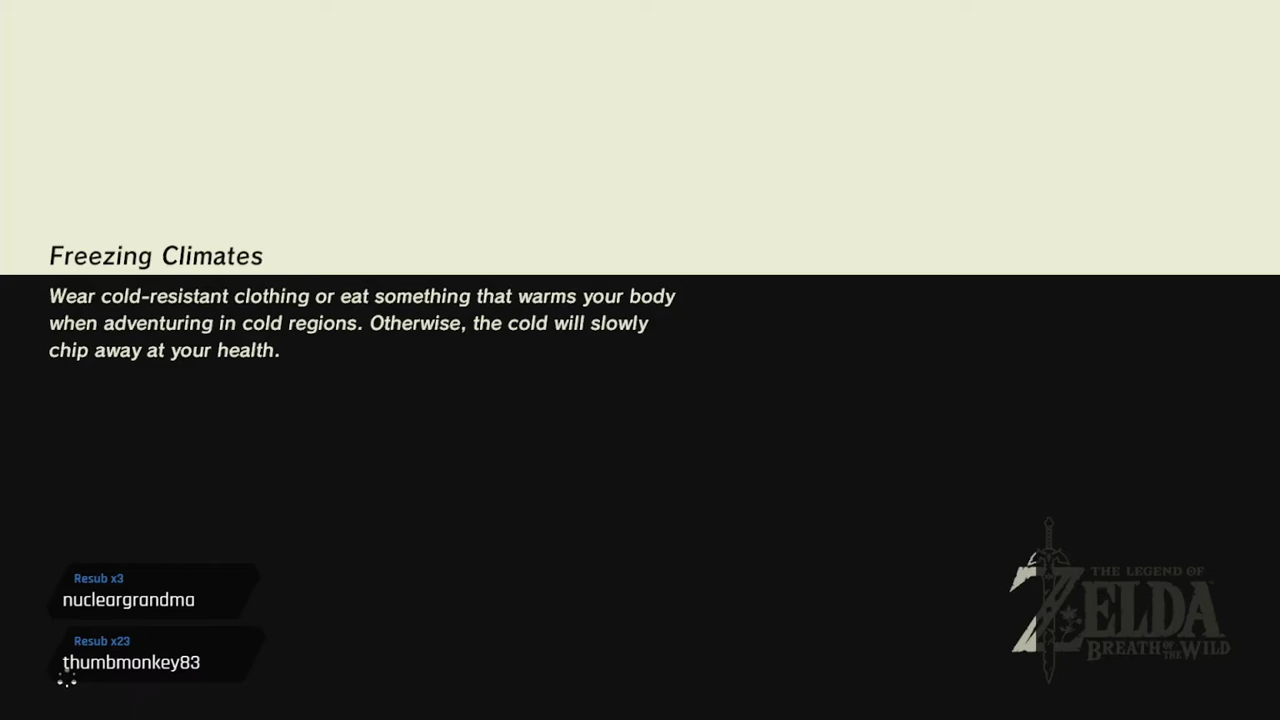 Freezing Climates
Wear cold-resistant clothing or eat something that warms your body
when adventuring in cold regions. Otherwise, the cold will slowly
chip away at your health.
Resub x3
nucleargrandma
Resub x23
thumbmonkey83
THE LEGEND OF
ZELDA
BREATH OF THE WILD